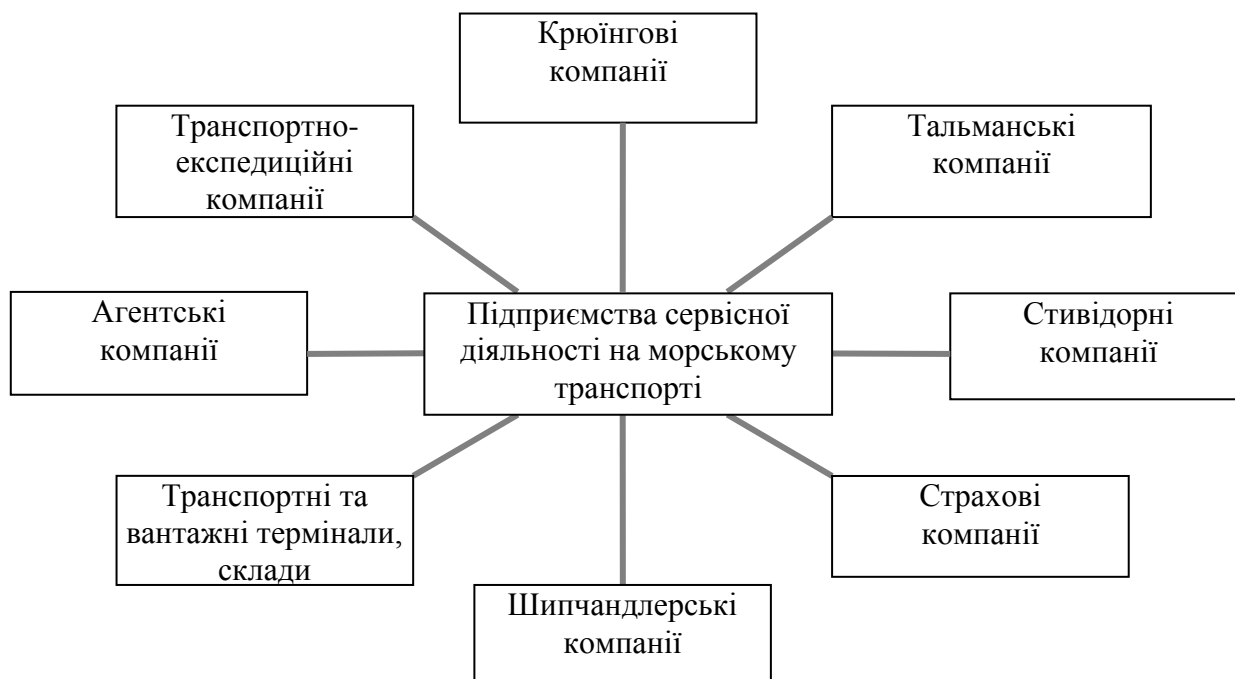 Крюїнгові
компанії
Транспортно-
експедиційні
компанії
Тальманські
компанії
Агентські
компанії
Підприємства сервісної
діяльності на морському
транспорті
Стивідорні
компанії
Транспортні та
вантажні термінали,
склади
Страхові
компанії
Шипчандлерські
компанії